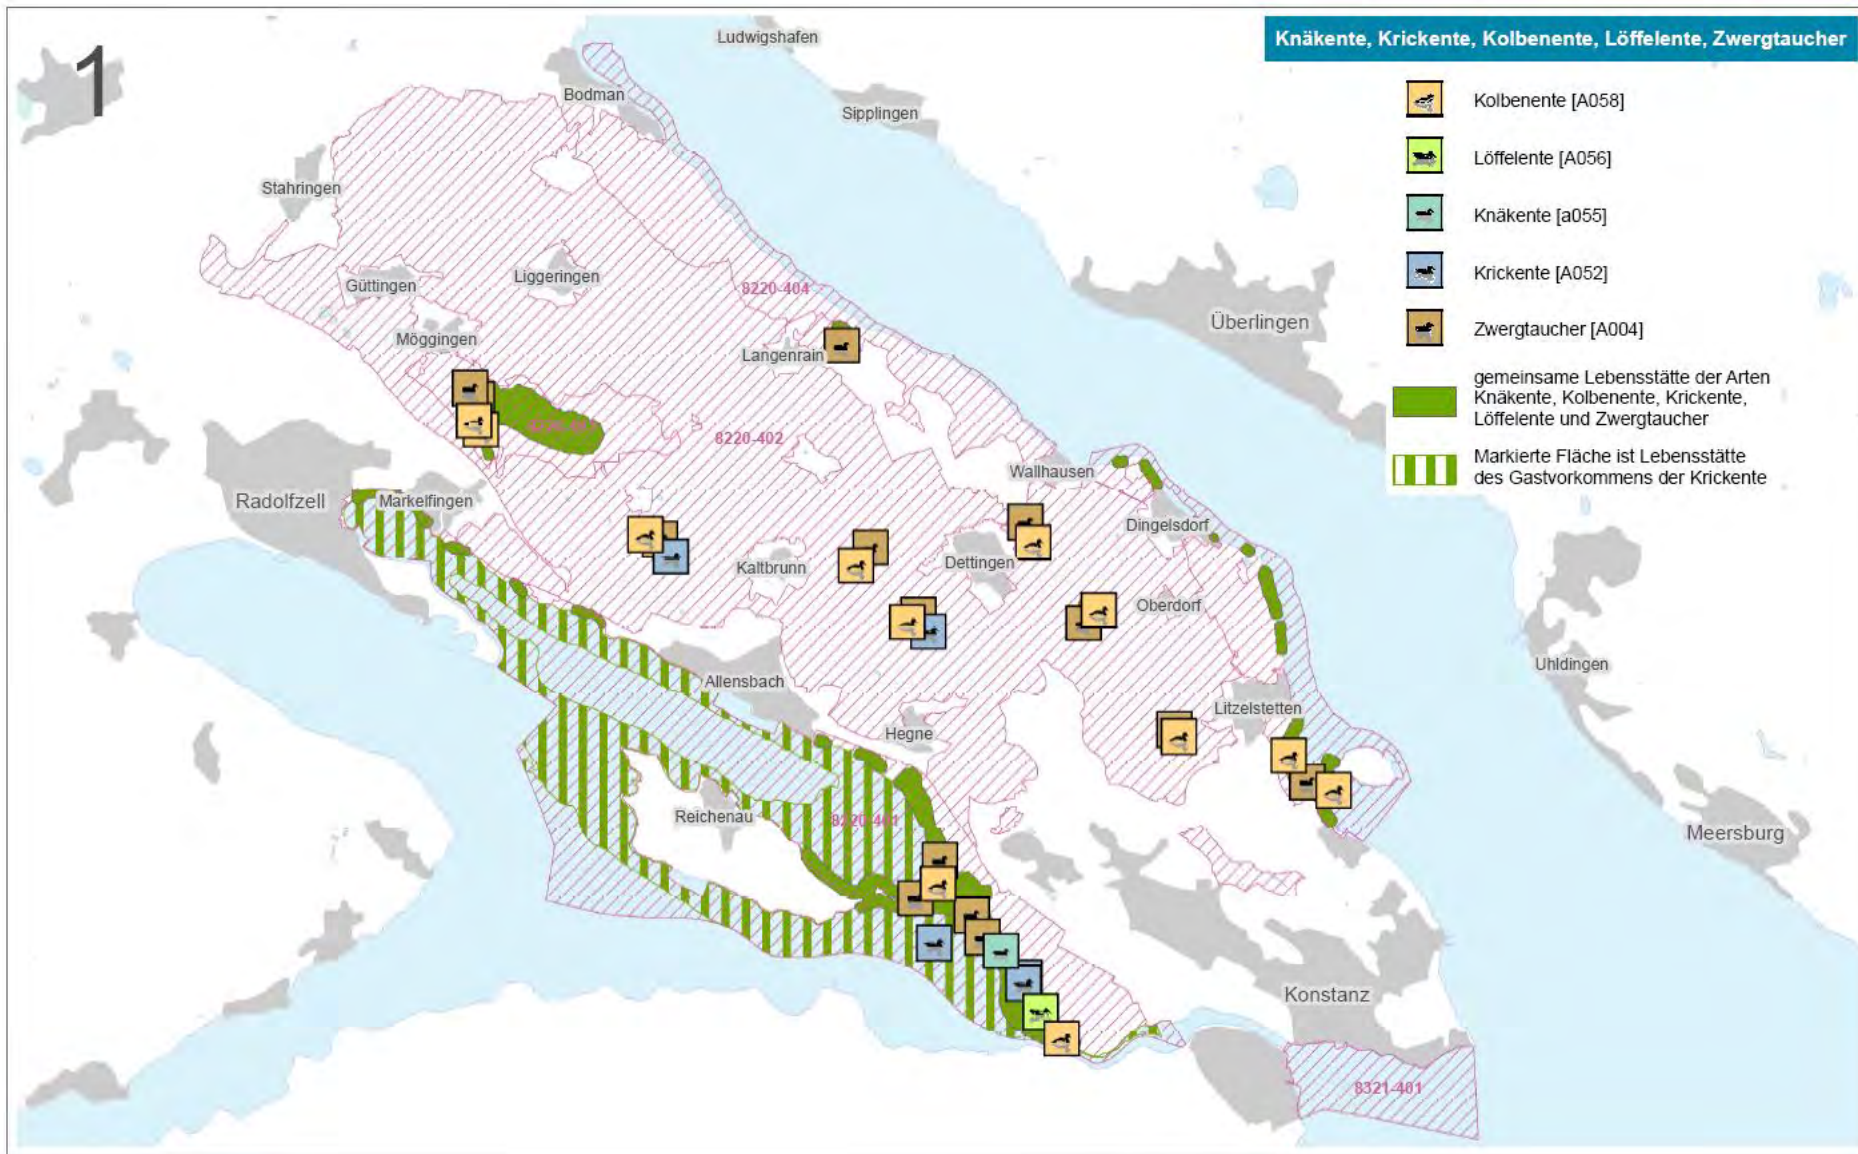 1
Knäkente, Krickente, Kolbenente, Löffelente, Zwergtaucher
Kolbenente [A058]
Löffelente [A056]
Knäkente [a055]
Krickente [A052]
Zwergtaucher [A004]
gemeinsame Lebensstätte der Arten
Knäkente, Kolbenente, Krickente,
Löffelente und Zwergtaucher
Markierte Fläche ist Lebensstätte
des Gastvorkommens der Krickente
Ludwigshafen
Bodman
Sipplingen
Stahringen
Güttingen
Liggeringen
8220-404
Überlingen
Möggingen
Langenrain
8220-402
Wallhausen
Radolfzell
Markelfingen
Dingelsdorf
Kaltbrunn
Dettingen
Oberdorf
Uhldingen
Allensbach
Litzelstetten
Hegne
Reichenau
8220-401
Meersburg
Konstanz
8321-401